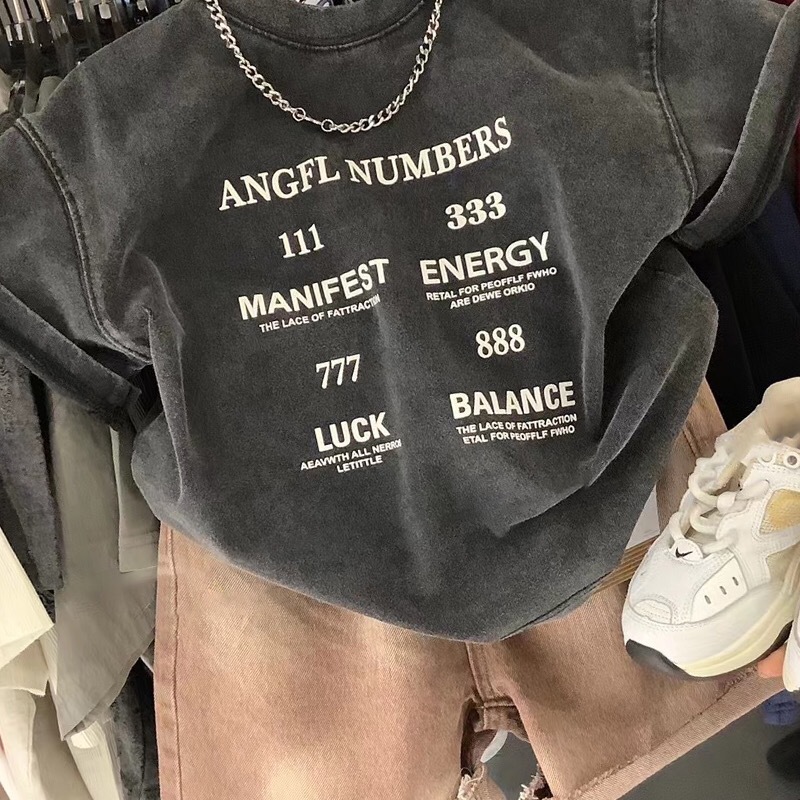 ANGFL NUMBERS
111
MANIFEST
THE LACE OF FATTRACTION
333
ENERGY
RETAL FOR PEOFFLF FWHO
ARE DEWE ORKIO
777
LUCK
AEAVWTH ALL NERROI
LETITTLE
888
BALANCE
THE LACE OF FATTRACTION
ETAL FOR PEOFFLF FWHO